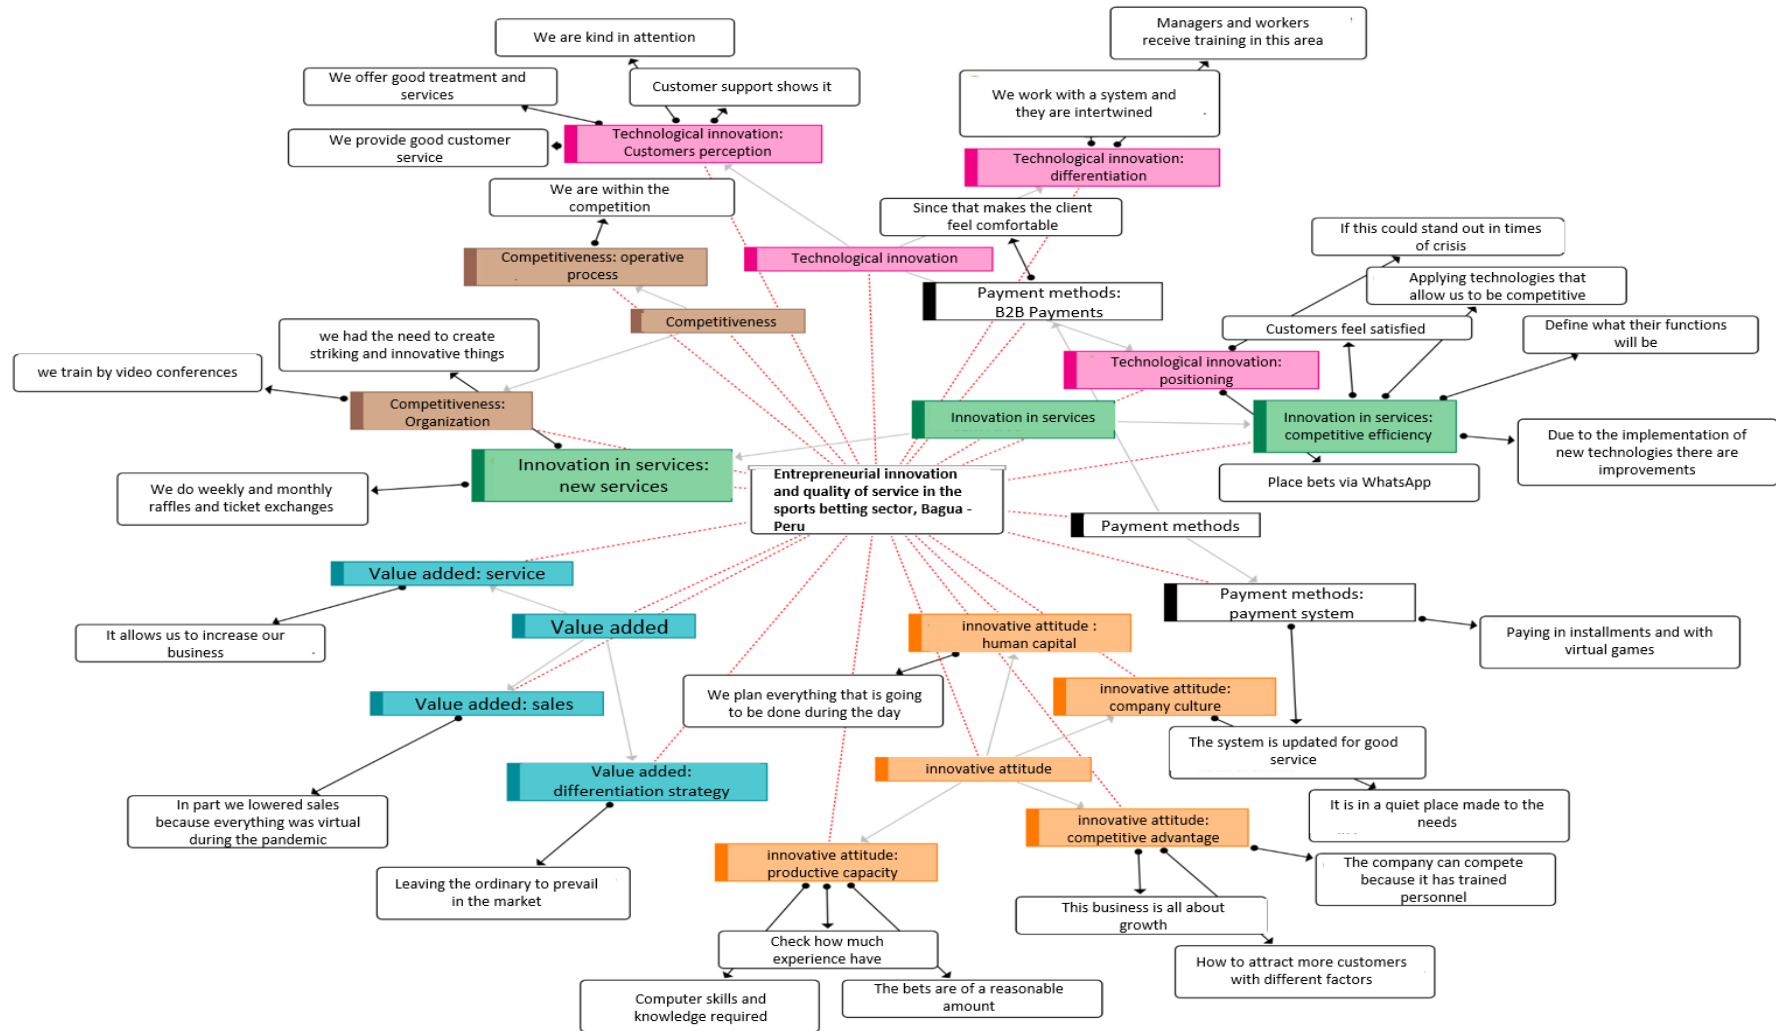 Managers and workers
receive training in this area
We are kind in attention
We offer good treatment and
services
Customer support shows it
We work with a system and
they are intertwined
We provide good customer
service
Technological innovation:
Customers perception
Technological innovation:
differentiation
We are within the
competition
Since that makes the client
feel comfortable
If this could stand out in times
of crisis
Competitiveness: operative
process
Technological innovation
Applying technologies that
allow us to be competitive
Payment methods:
B2B Payments
Competitiveness
Customers feel satisfied
Define what their functions
will be
we had the need to create
striking and innovative things
we train by video conferences
Technological innovation:
positioning
Competitiveness:
Organization
Innovation in services
Innovation in services:
competitive efficiency
Due to the implementation of
new technologies there are
improvements
Innovation in services:
new services
Entrepreneurial innovation
and quality of service in the
sports betting sector, Bagua -
Peru
Place bets via WhatsApp
We do weekly and monthly
raffles and ticket exchanges
Payment methods
Value added: service
Payment methods:
payment system
It allows us to increase our
business
Value added
innovative attitude :
human capital
Paying in installments and with
virtual games
We plan everything that is going
to be done during the day
innovative attitude:
company culture
Value added: sales
The system is updated for good
service
Value added:
differentiation strategy
innovative attitude
In part we lowered sales
because everything was virtual
during the pandemic
It is in a quiet place made to the
needs
innovative attitude:
competitive advantage
innovative attitude:
productive capacity
The company can compete
because it has trained
personnel
Leaving the ordinary to prevail
in the market
This business is all about
growth
Check how much
experience have
How to attract more customers
with different factors
Computer skills and
knowledge required
The bets are of a reasonable
amount